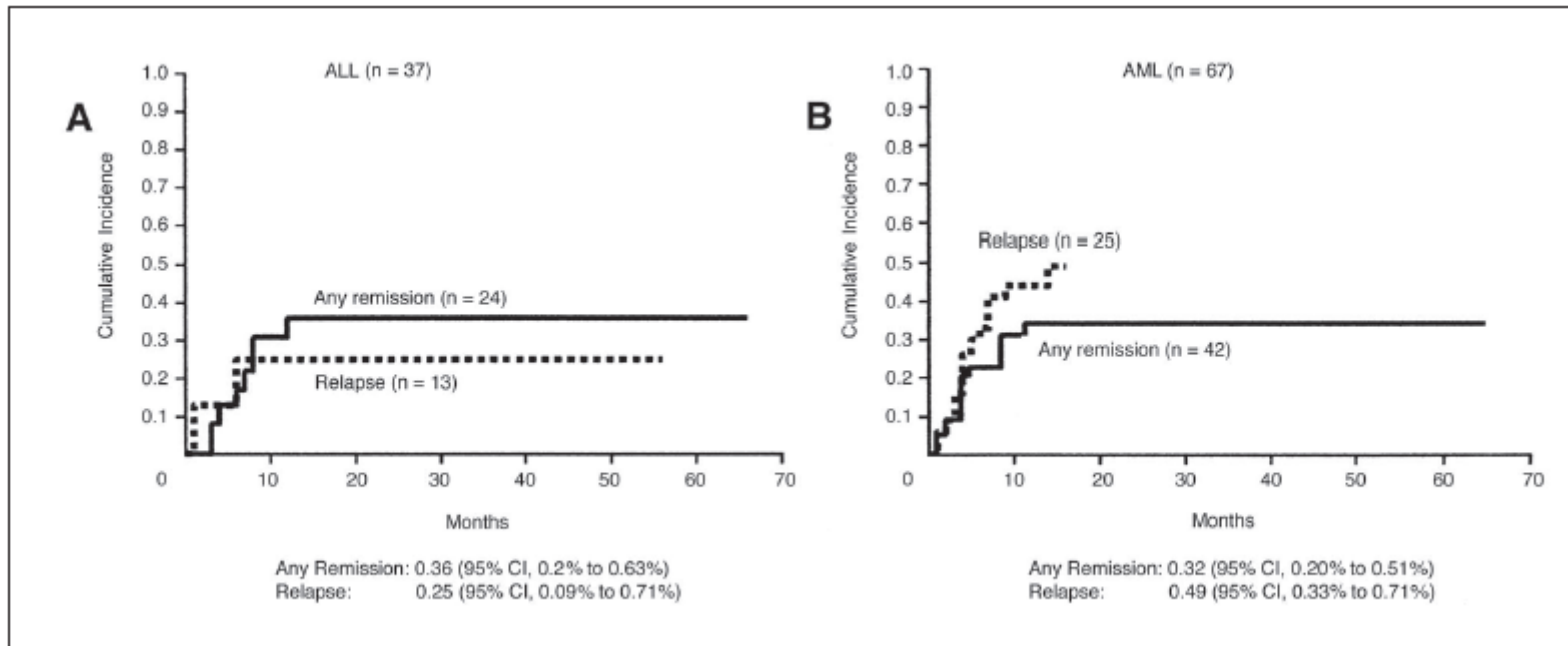 A
ALL (n = 37)
Cumulative Incidence
1.0
0.9
0.8
0.7
0.6
0.5
0.4
0.3
0.2
0.1
Any remission (n = 24)
Relapse (n = 13)
0 10 20 30 40 50 60 70
Months
Any Remission: 0.36 (95% CI, 0.2% to 0.63%)
Relapse: 0.25 (95% CI, 0.09% to 0.71%)
B
AML (n = 67)
Cumulative Incidence
1.0
0.9
0.8
0.7
0.6
0.5
0.4
0.3
0.2
0.1
Relapse (n = 25)
Any remission (n = 42)
0 10 20 30 40 50 60 70
Months
Any Remission: 0.32 (95% CI, 0.20% to 0.51%)
Relapse: 0.49 (95% CI, 0.33% to 0.71%)